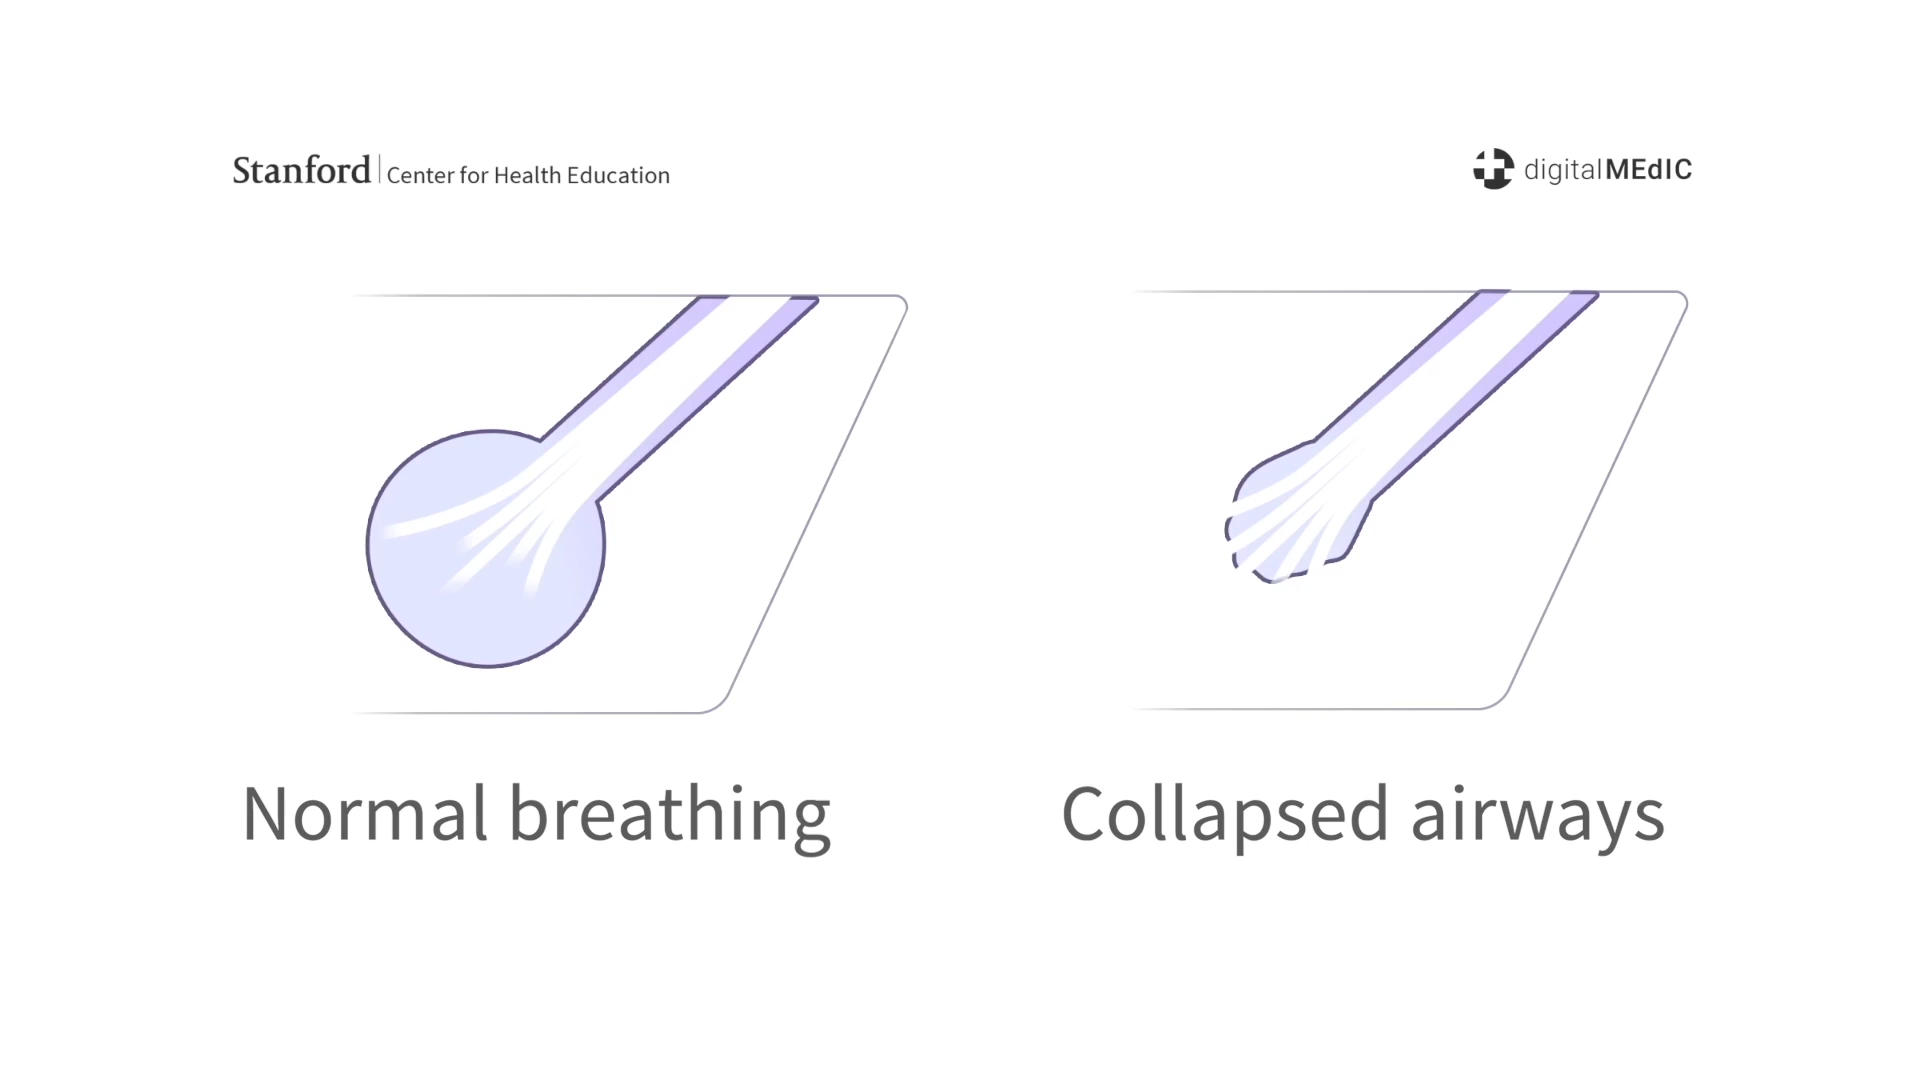 Stanford | Center for Health Education
digitalMEdIC
Normal breathing
Collapsed airways